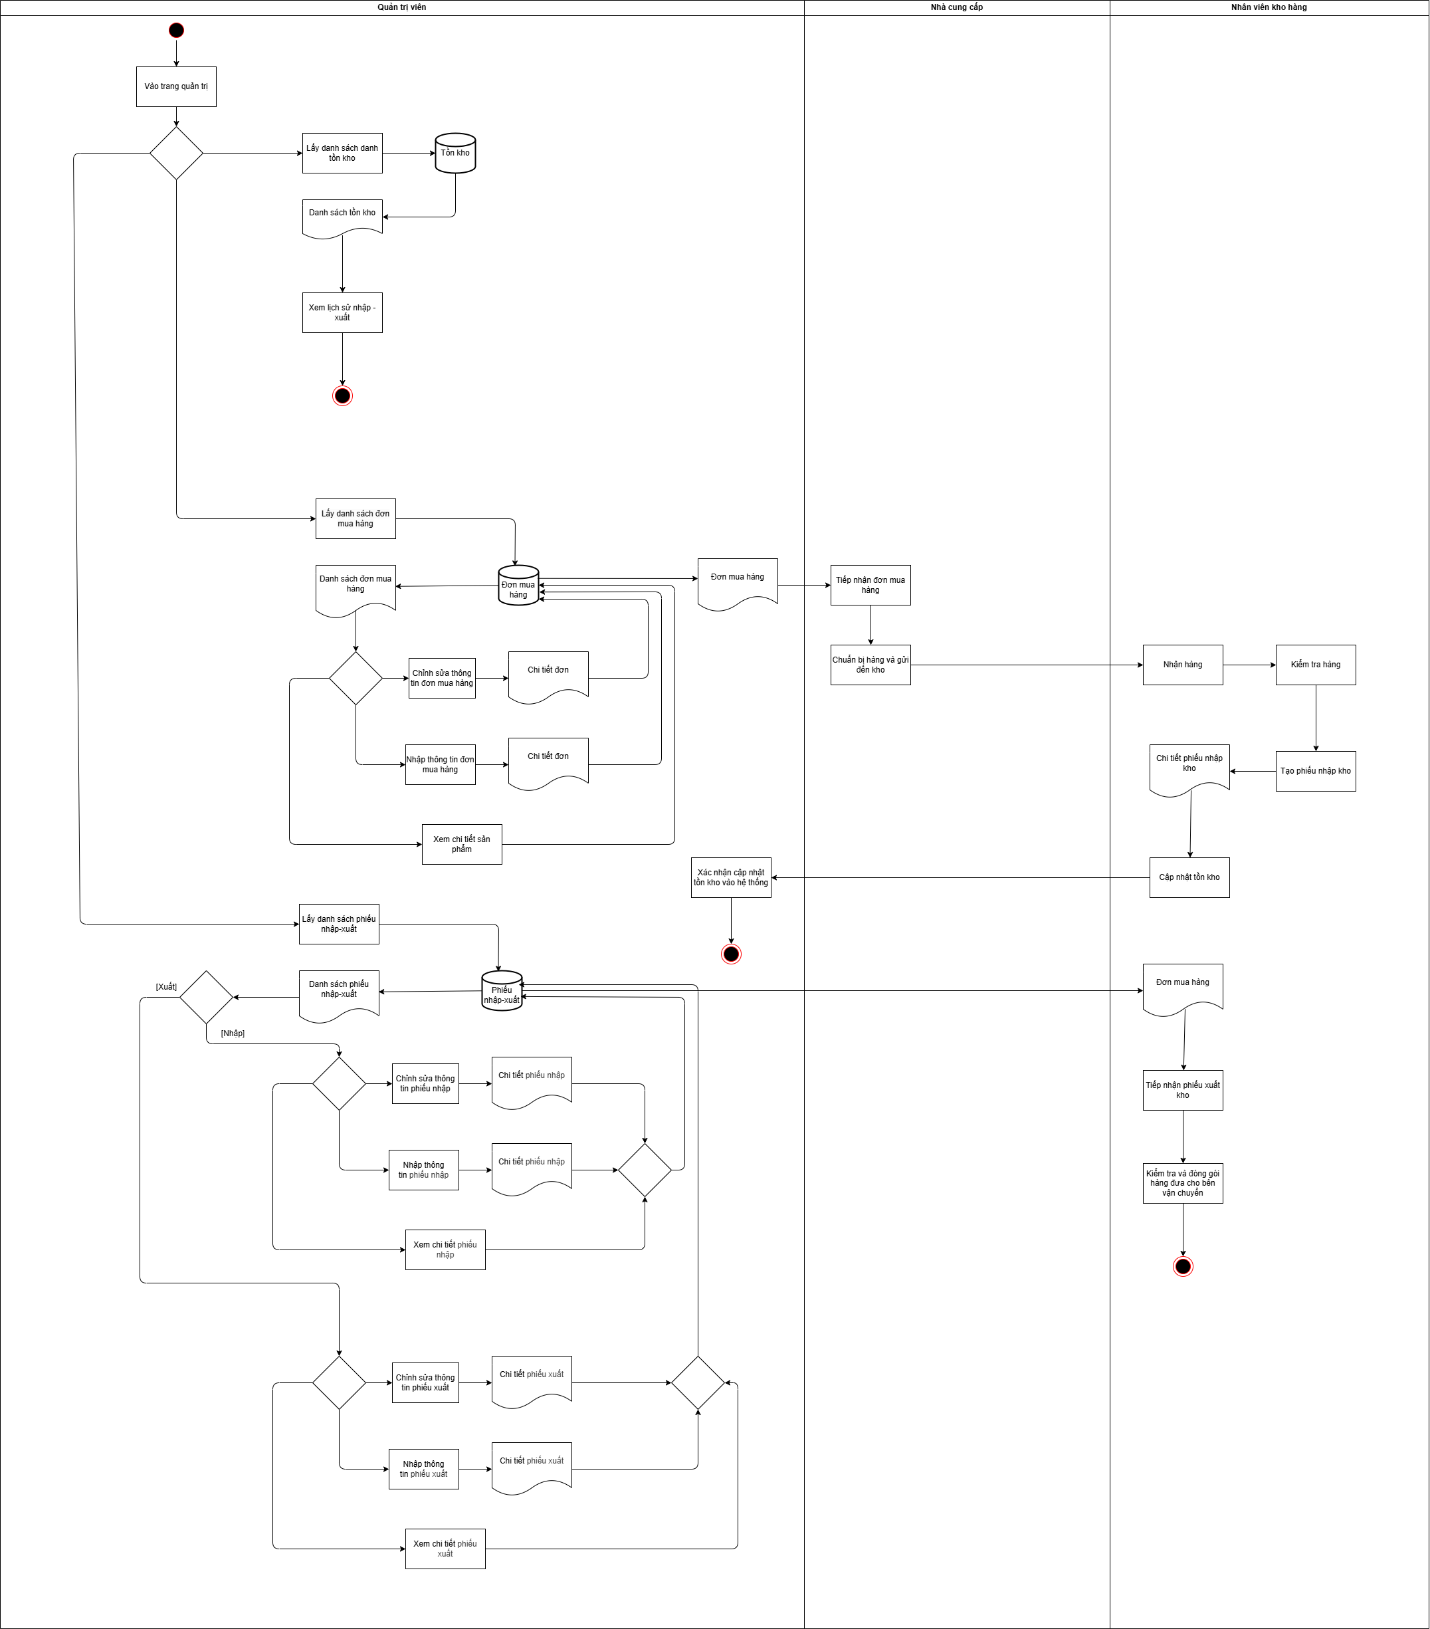 Quản trị viên
Nhà cung cấp
Nhân viên kho hàng
Vào trang quản trị
Lấy danh sách danh
tồn kho
Tồn kho
Danh sách tồn kho
Xem lịch sử nhập -
xuất
Lấy danh sách đơn
mua hàng
Danh sách đơn mua
hàng
Đơn mua
hàng
Đơn mua hàng
Tiếp nhận đơn mua
hàng
Chỉnh sửa thông
tin đơn mua hàng
Chi tiết đơn
Chuẩn bị hàng và gửi
đến kho
Nhận hàng
Kiểm tra hàng
Nhập thông tin đơn
mua hàng
Chi tiết đơn
Chi tiết phiếu nhập
kho
Tạo phiếu nhập kho
Xem chi tiết sản
phẩm
Xác nhận cập nhật
tồn kho vào hệ thống
Cập nhật tồn kho
Lấy danh sách phiếu
nhập-xuất
[Xuất]
Danh sách phiếu
nhập-xuất
Phiếu
nhập-xuất
Đơn mua hàng
[Nhập]
Chỉnh sửa thông
tin phiếu nhập
Chi tiết phiếu nhập
Tiếp nhận phiếu xuất
kho
Nhập thông
tin phiếu nhập
Chi tiết phiếu nhập
Kiểm tra và đóng gói
hàng đưa cho bên
vận chuyển
Xem chi tiết phiếu
nhập
Chỉnh sửa thông
tin phiếu xuất
Chi tiết phiếu xuất
Nhập thông
tin phiếu xuất
Chi tiết phiếu xuất
Xem chi tiết phiếu
xuất